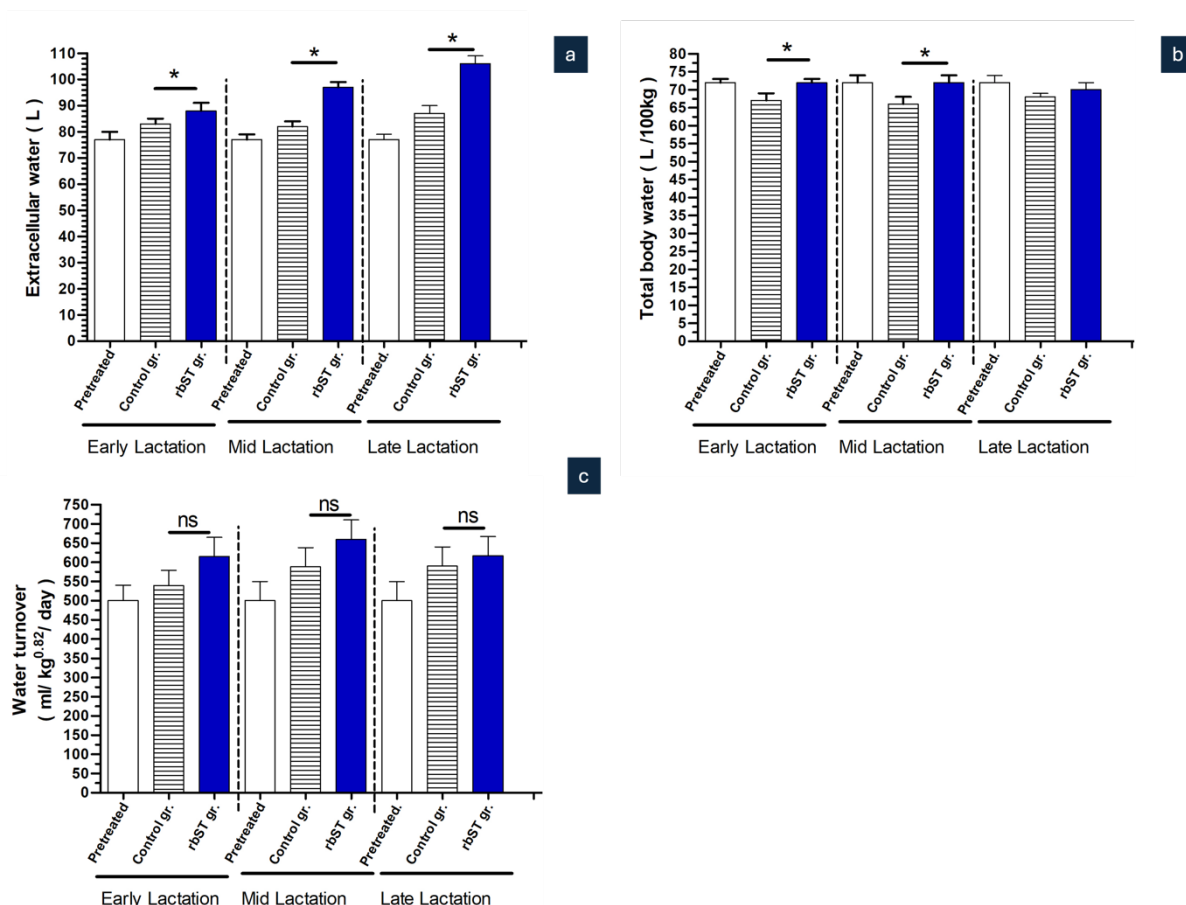 a
Extracellular water ( L )
110
100
90
80
70
60
50
40
30
20
10
0
*
*
*
Pretreated
Control gr.
rbST gr.
Pretreated
Control gr.
rbST gr.
Pretreated.
Control gr.
rbST gr.
Early Lactation
Mid Lactation
Late Lactation
b
Total body water ( L /100kg )
80
75
70
65
60
55
50
45
40
35
30
25
20
15
10
5
0
*
*
Pretreated
Control gr.
rbST gr.
Pretreated
Control gr.
rbST gr.
Pretreated.
Control gr.
rbST gr.
Early Lactation
Mid Lactation
Late Lactation
c
Water turnover
( ml/ kg0.82/ day )
750
700
650
600
550
500
450
400
350
300
250
200
150
100
50
0
ns
ns
ns
Pretreated
Control gr.
rbST gr.
Pretreated
Control gr.
rbST gr.
Pretreated.
Control gr.
rbST gr.
Early Lactation
Mid Lactation
Late Lactation